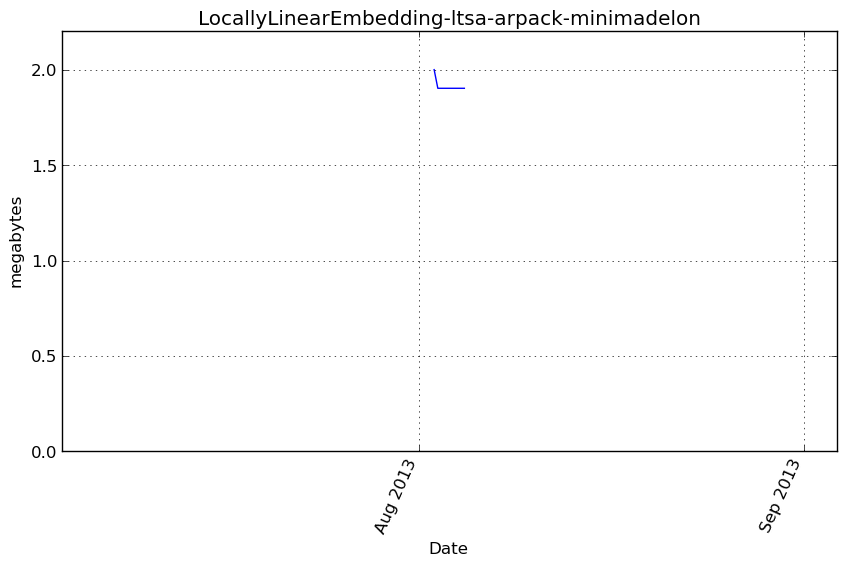 LocallyLinearEmbedding-ltsa-arpack-minimadelon
megabytes
2.0
1.5
1.0
0.5
0.0
Aug 2013
Sep 2013
Date